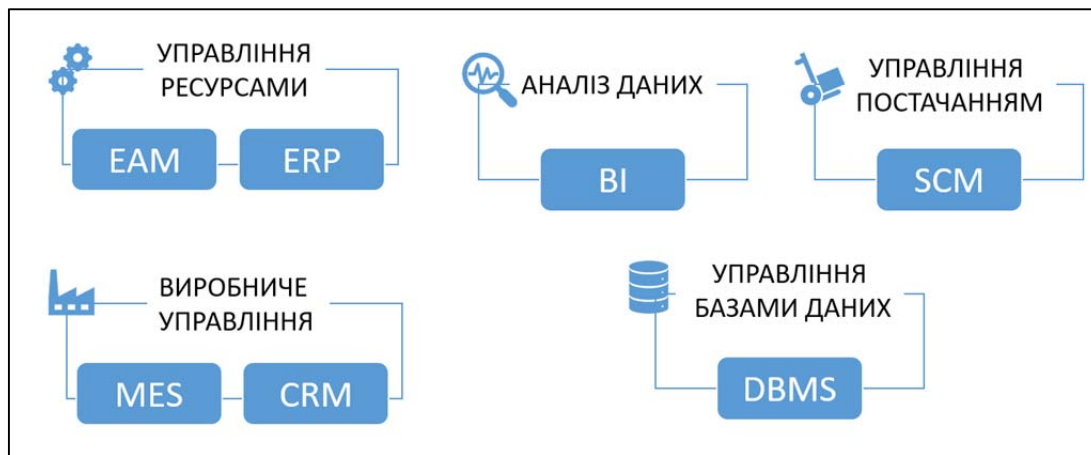 УПРАВЛІННЯ
РЕСУРСАМИ
EAM
ERP
АНАЛІЗ ДАНИХ
BI
УПРАВЛІННЯ
ПОСТАЧАННЯМ
SCM
ВИРОБНИЧЕ
УПРАВЛІННЯ
MES
CRM
УПРАВЛІННЯ
БАЗАМИ ДАНИХ
DBMS